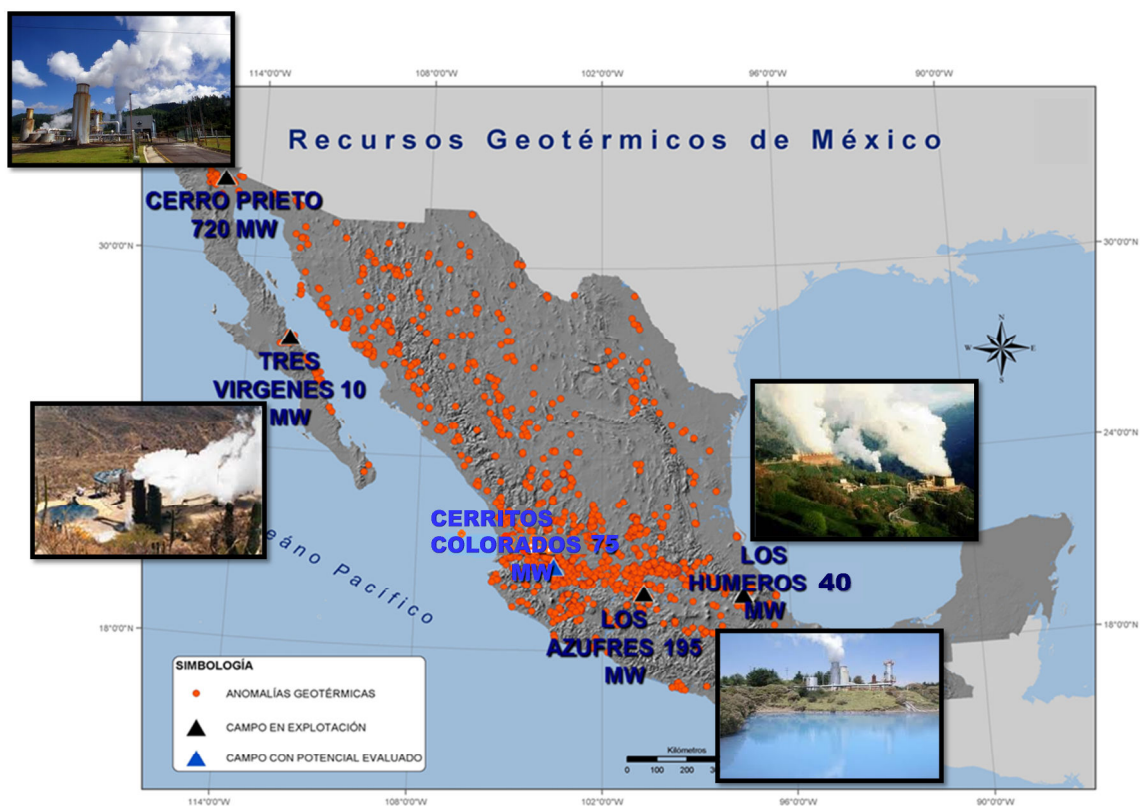 114°0'0"W
108°0'0"W
102°0'0"W
96°0'0"W
90°0'0"W
Recursos Geotérmicos de México
CERRO PRIETO
720 MW
30°0'0"N
30°0'0"N
N
W
E
S
TRES
VIRGENES 10
MW
24°0'0"N
CERRITOS
COLORADOS 75
MW
eáno Pacífico
LOS
HUMEROS 40
MW
LOS
AZUFRES 195
MW
18°0'0"N
18°0'0"N
SIMBOLOGÍA
ANOMALÍAS GEOTÉRMICAS
CAMPO EN EXPLOTACIÓN
CAMPO CON POTENCIAL EVALUADO
Kilómetros
0 100 200
114°0'0"W
108°0'0"W
102°0'0"W
96°0'0"W
90°0'0"W